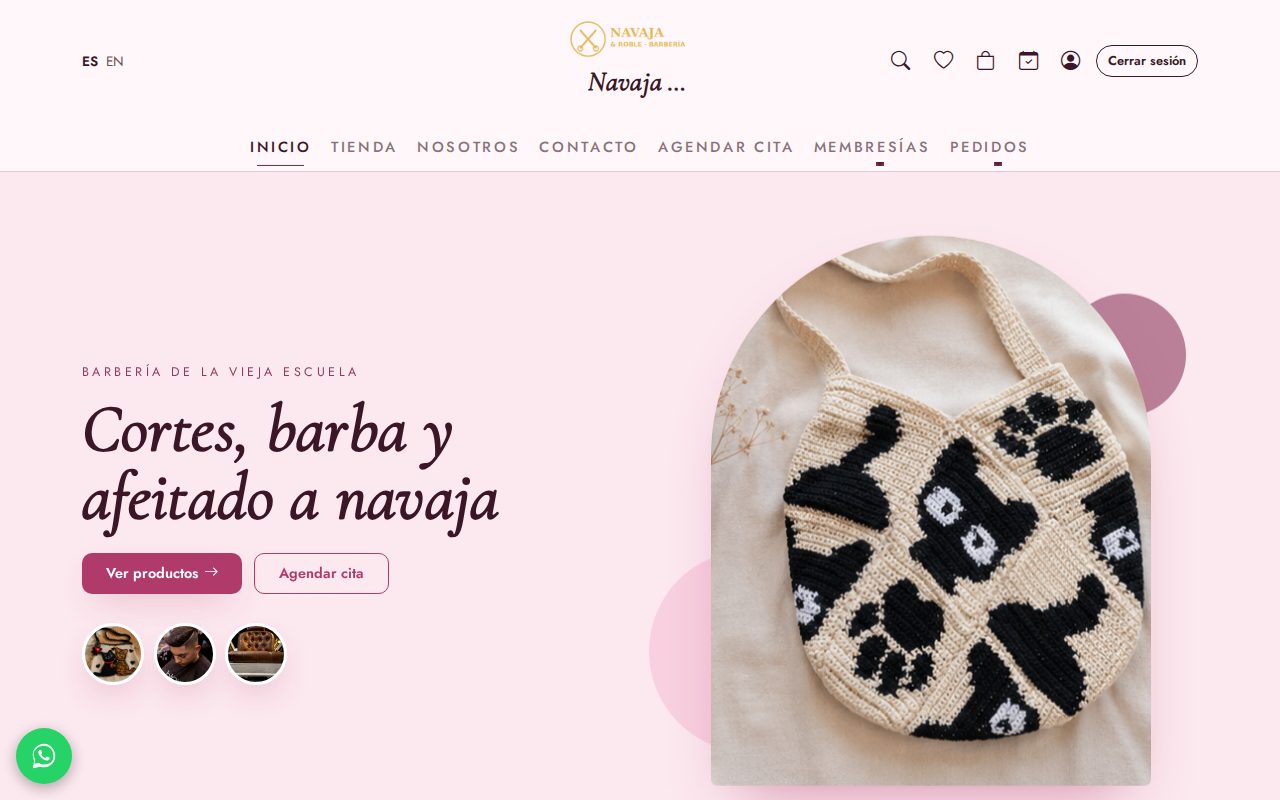 ES EN
NAVAJA
& ROBLE · BARBERÍA
Navaja ...
Cerrar sesión
INICIO TIENDA NOSOTROS CONTACTO AGENDAR CITA MEMBRESÍAS PEDIDOS
BARBERÍA DE LA VIEJA ESCUELA
Cortes, barba y
afeitado a navaja
Ver productos →
Agendar cita